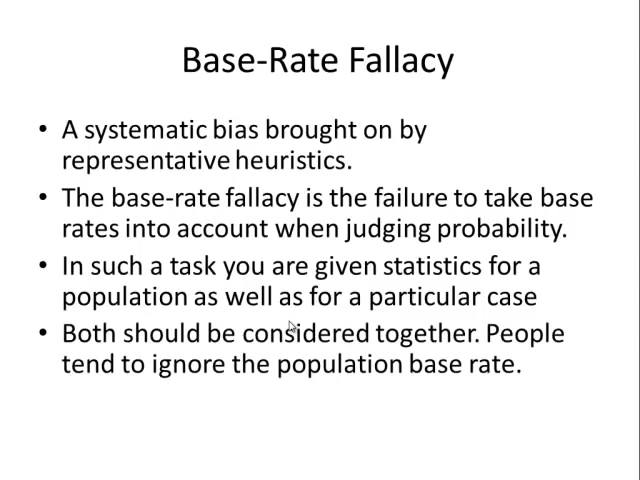 Base-Rate Fallacy
• A systematic bias brought on by
representative heuristics.
• The base-rate fallacy is the failure to take base
rates into account when judging probability.
• In such a task you are given statistics for a
population as well as for a particular case
• Both should be considered together. People
tend to ignore the population base rate.